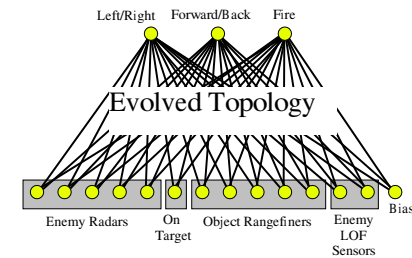 Left/Right Forward/Back Fire
Evolved Topology
Enemy Radars
On
Target
Object Rangefiners
Enemy
LOF
Sensors
Bias